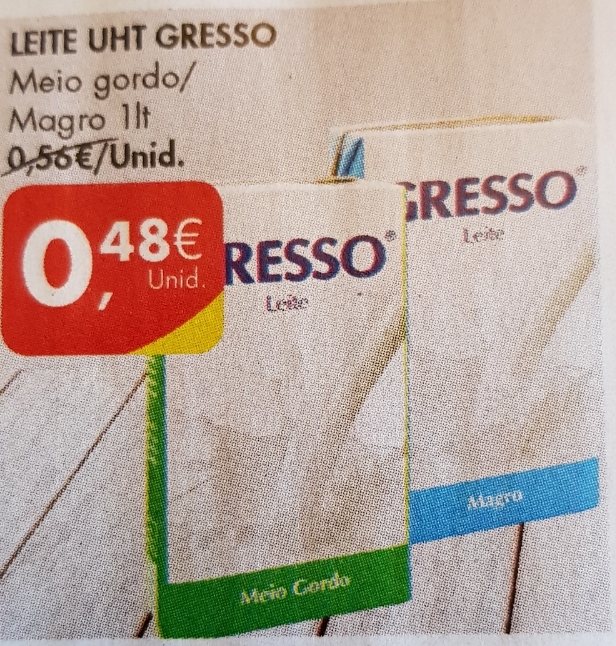 LEITE UHT GRESSO
Meio gordo/
Magro 1lt
0,56€/Unid.
0,48€
Unid.
RESSO®
Leite
Meio Gordo
GRESSO®
Leite
Magro